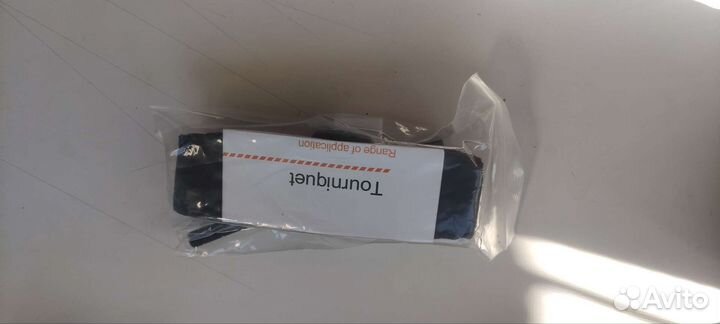 Tourniquet
Range of application
Avito